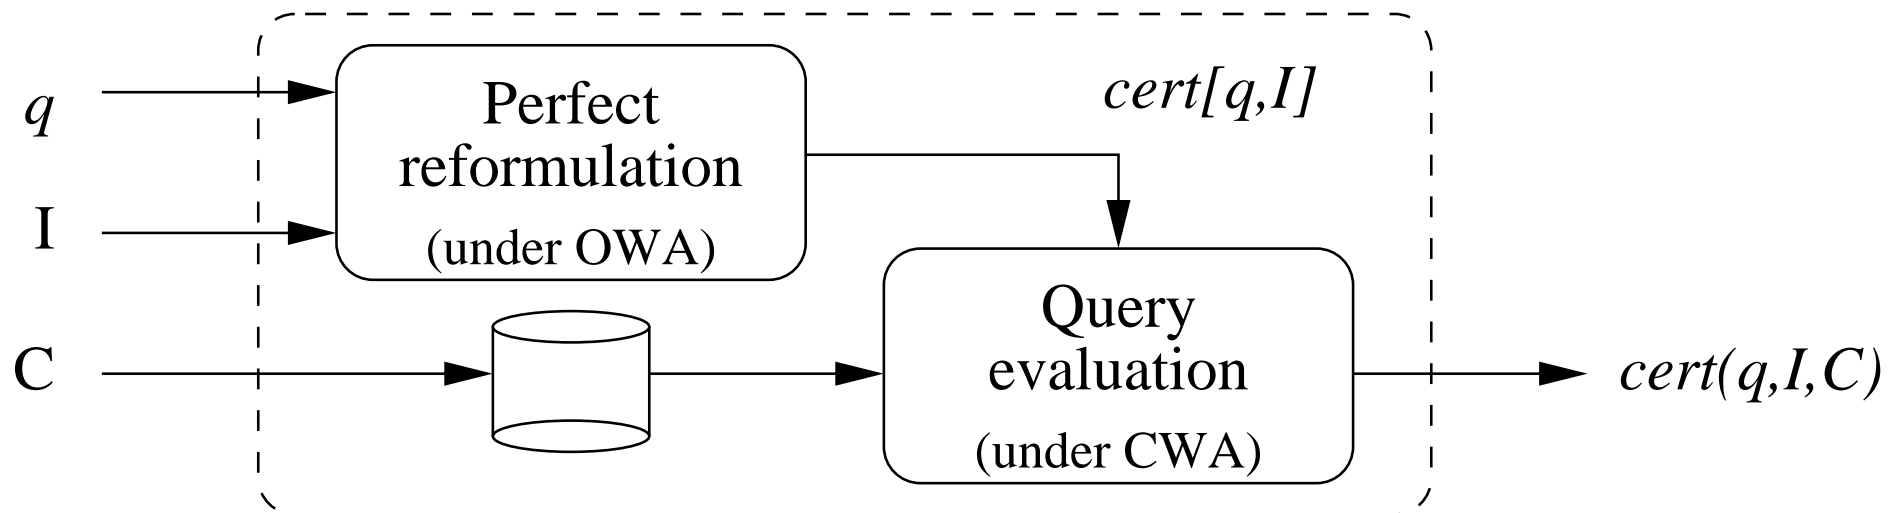 q
I
C
Perfect
reformulation
(under OWA)
cert[q,I]
Query
evaluation
(under CWA)
cert(q,I,C)